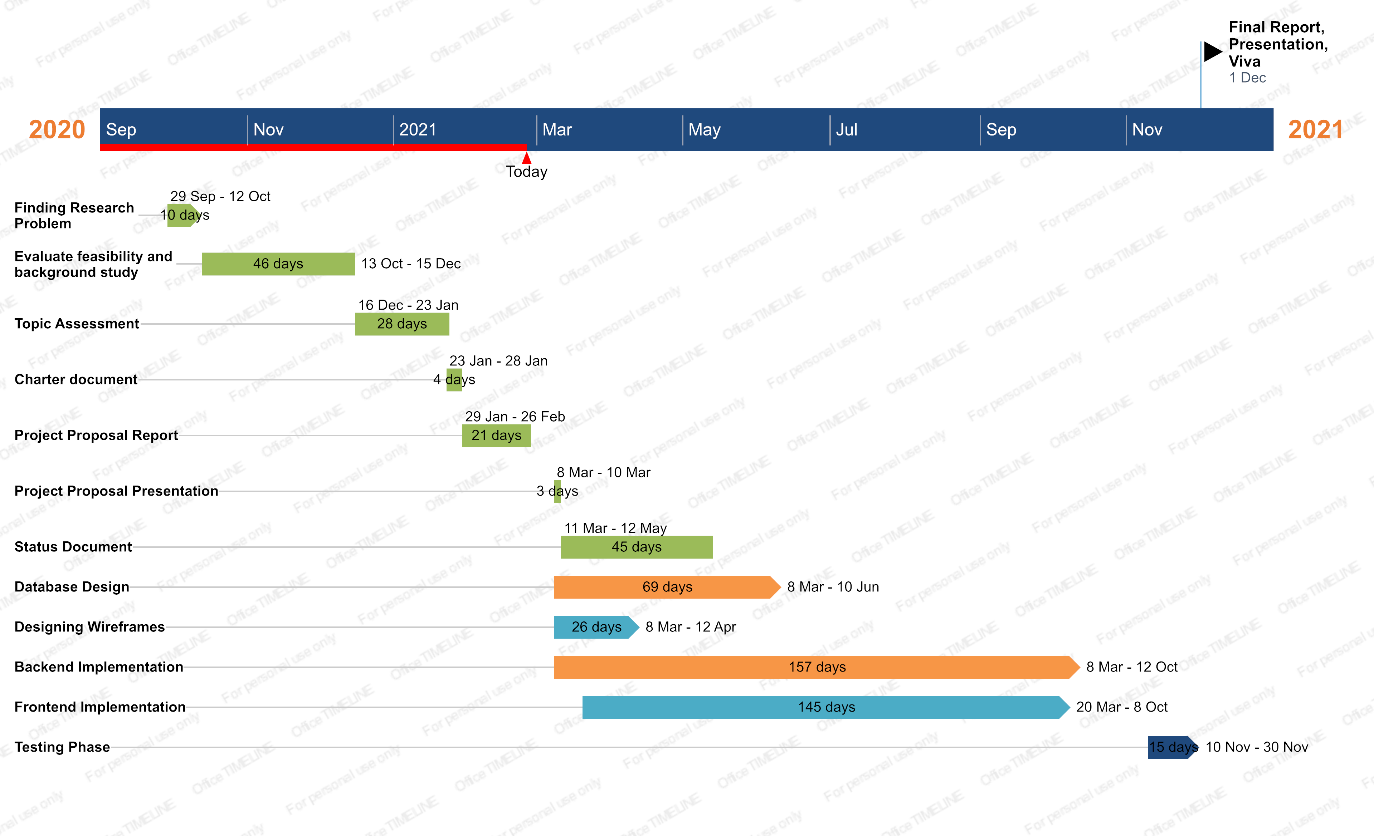 Final Report,
Presentation,
Viva
1 Dec
2020
Sep
Nov
2021
Mar
May
Jul
Sep
Nov
2021
Today
29 Sep - 12 Oct
Finding Research
Problem
10 days
Evaluate feasibility and
background study
46 days
13 Oct - 15 Dec
16 Dec - 23 Jan
Topic Assessment
28 days
23 Jan - 28 Jan
Charter document
4 days
29 Jan - 26 Feb
Project Proposal Report
21 days
8 Mar - 10 Mar
Project Proposal Presentation
3 days
11 Mar - 12 May
Status Document
45 days
Database Design
69 days
8 Mar - 10 Jun
Designing Wireframes
26 days
8 Mar - 12 Apr
Backend Implementation
157 days
8 Mar - 12 Oct
Frontend Implementation
145 days
20 Mar - 8 Oct
Testing Phase
15 days
10 Nov - 30 Nov
For personal use only
Office TIMELINE